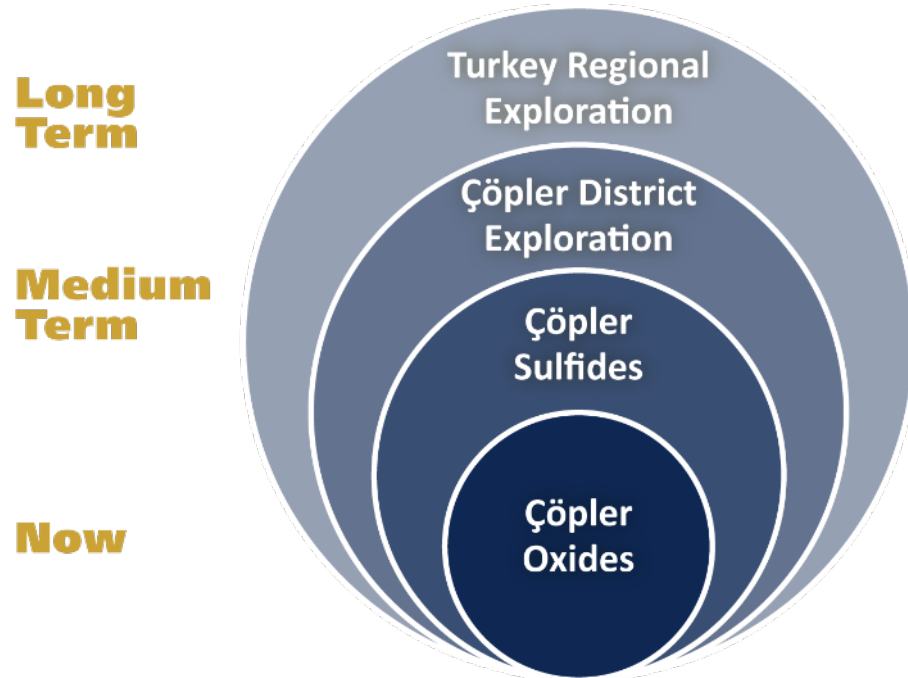 Long
Term
Turkey Regional
Exploration
Çöpler District
Exploration
Medium
Term
Çöpler
Sulfides
Now
Çöpler
Oxides